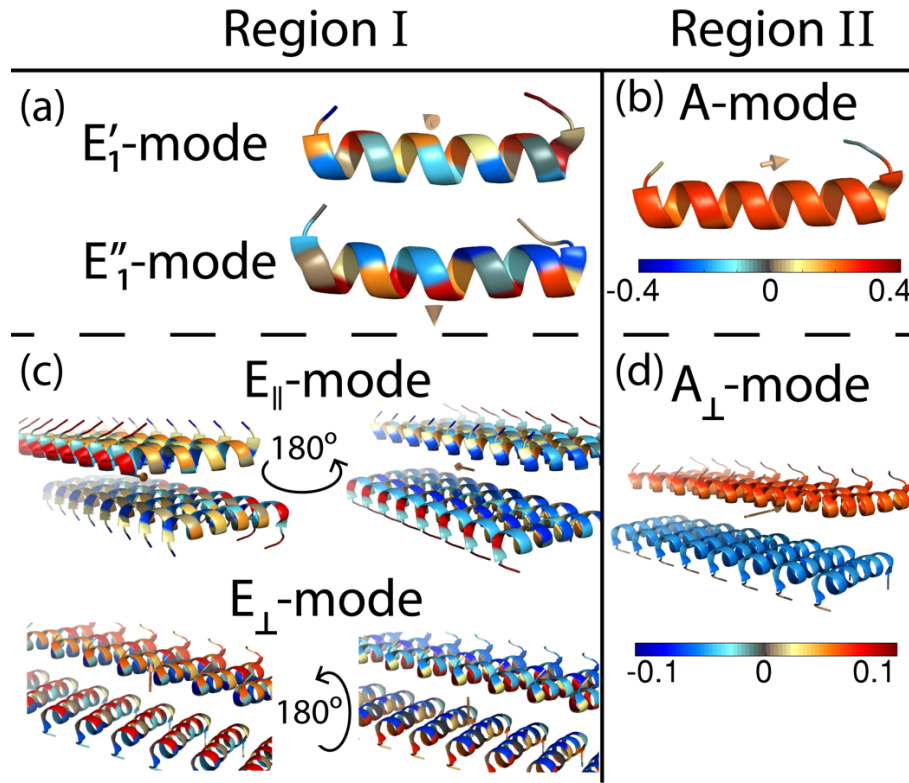 Region I
Region II
(a)
E′₁-mode
E″₁-mode
(b)
A-mode
-0.4 0 0.4
(c)
E∥-mode
180°
E⊥-mode
180°
(d)
A⊥-mode
-0.1 0 0.1